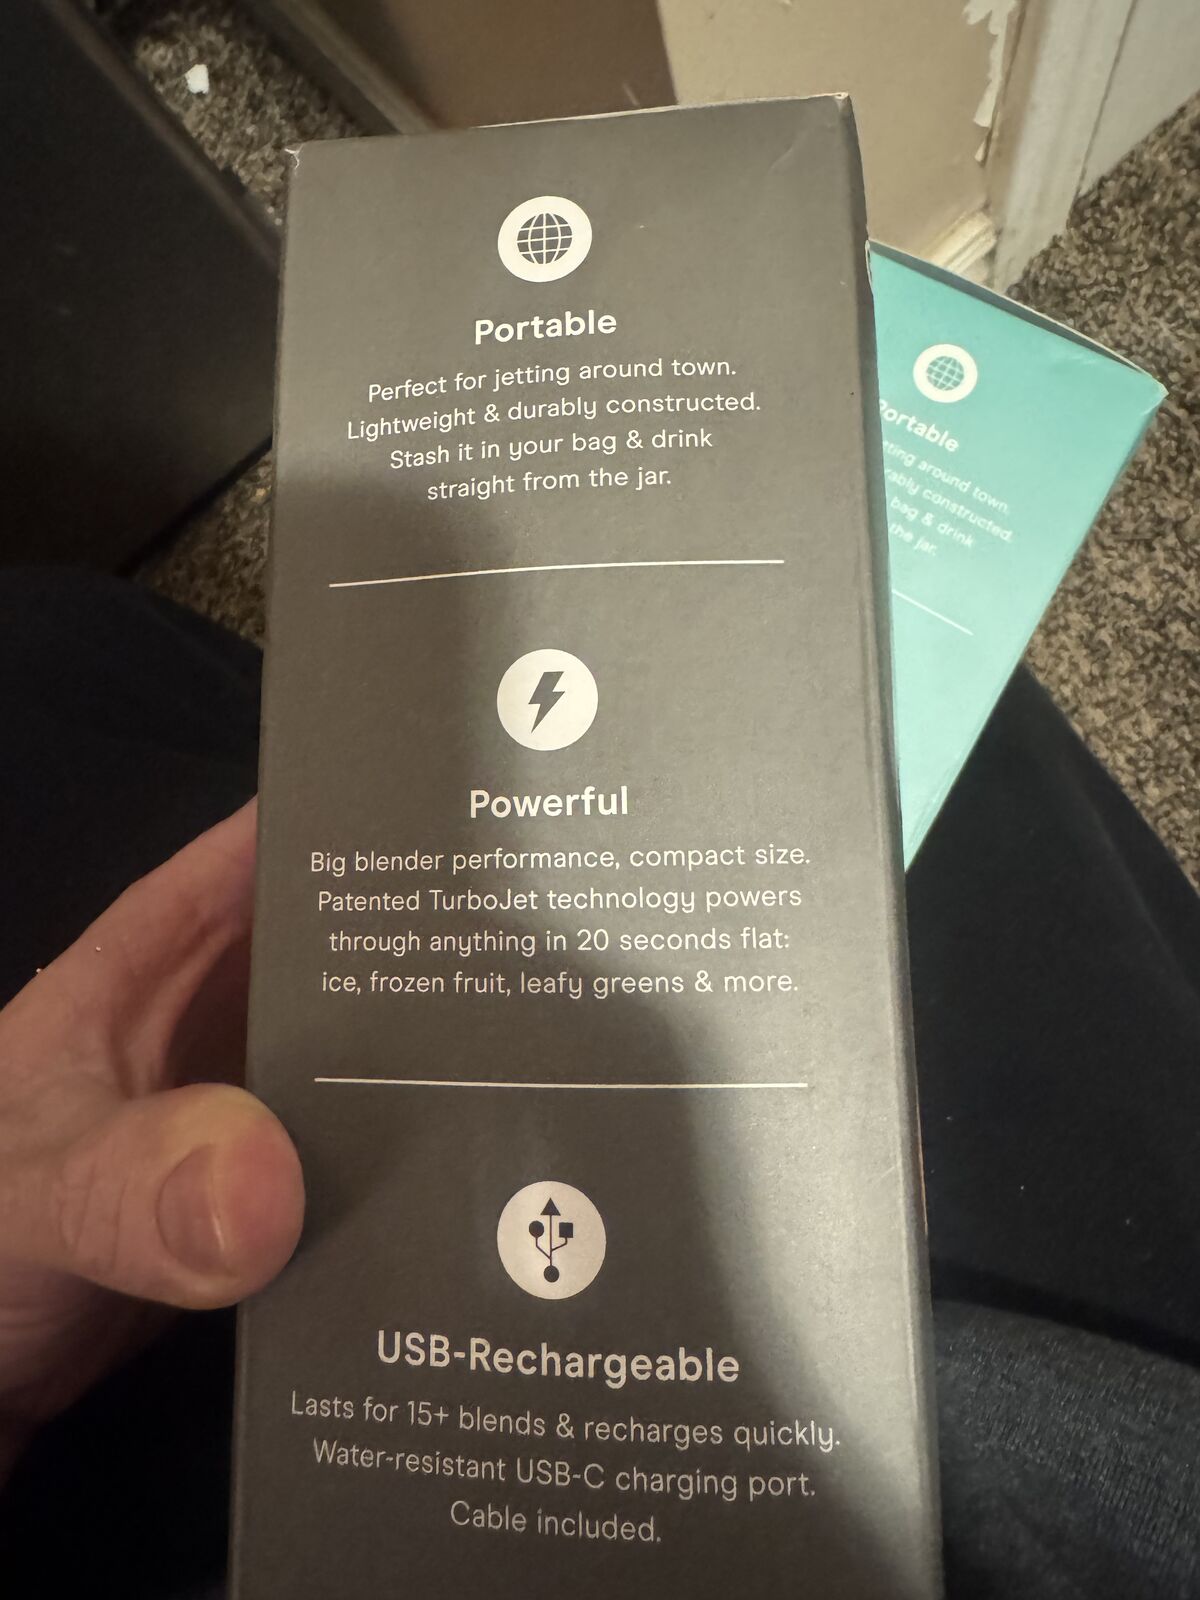 Portable
Perfect for jetting around town.
Lightweight & durably constructed.
Stash it in your bag & drink
straight from the jar.
Powerful
Big blender performance, compact size.
Patented TurboJet technology powers
through anything in 20 seconds flat:
ice, frozen fruit, leafy greens & more.
USB-Rechargeable
Lasts for 15+ blends & recharges quickly.
Water-resistant USB-C charging port.
Cable included.
Portable
around town.
constructed.
bag & drink
the jar.